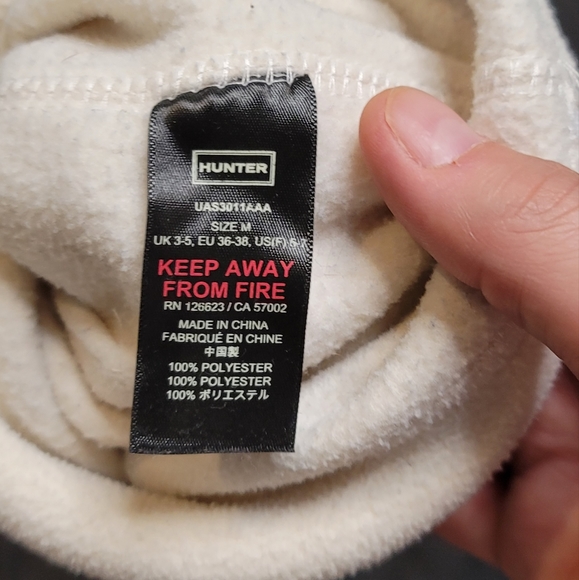 HUNTER
UAS3011AAA
SIZE M
UK 3-5, EU 36-38, US(F) 5-7
KEEP AWAY
FROM FIRE
RN 126623 / CA 57002
MADE IN CHINA
FABRIQUÉ EN CHINE
中国製
100% POLYESTER
100% POLYESTER
100% ポリエステル